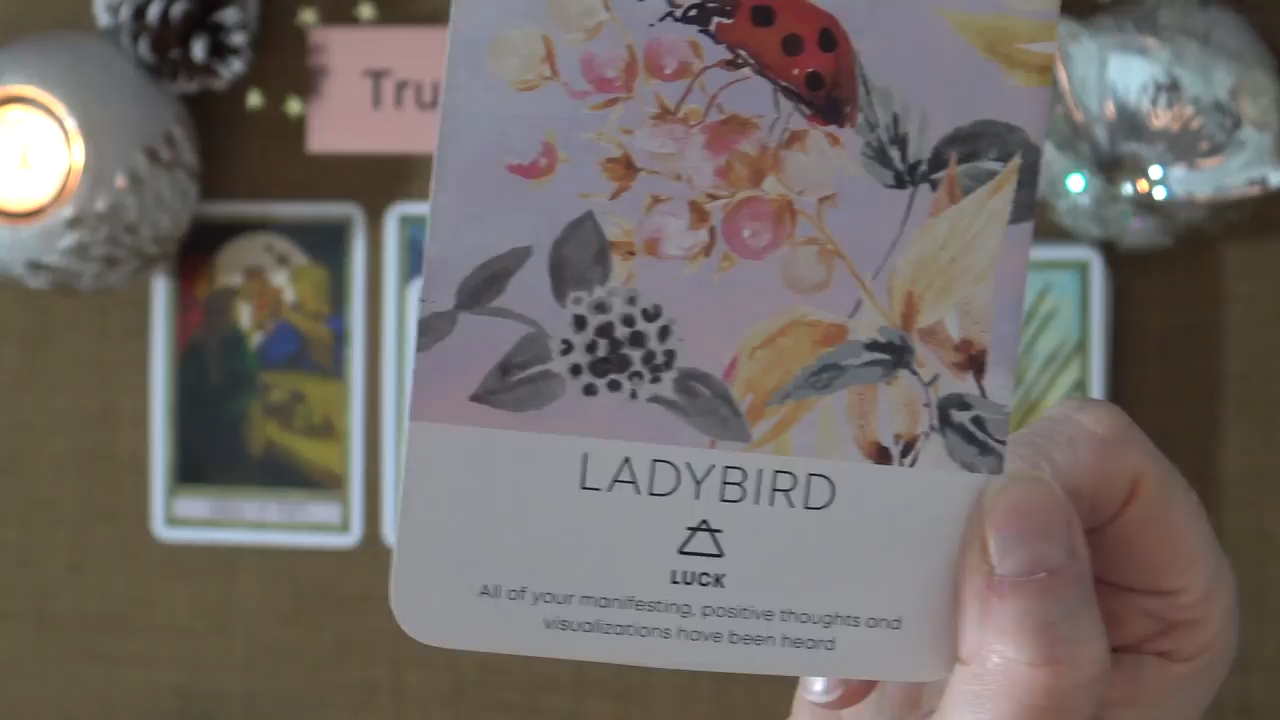 Tru
LADYBIRD
LUCK
All of your manifesting, positive thoughts and
visualizations have been heard